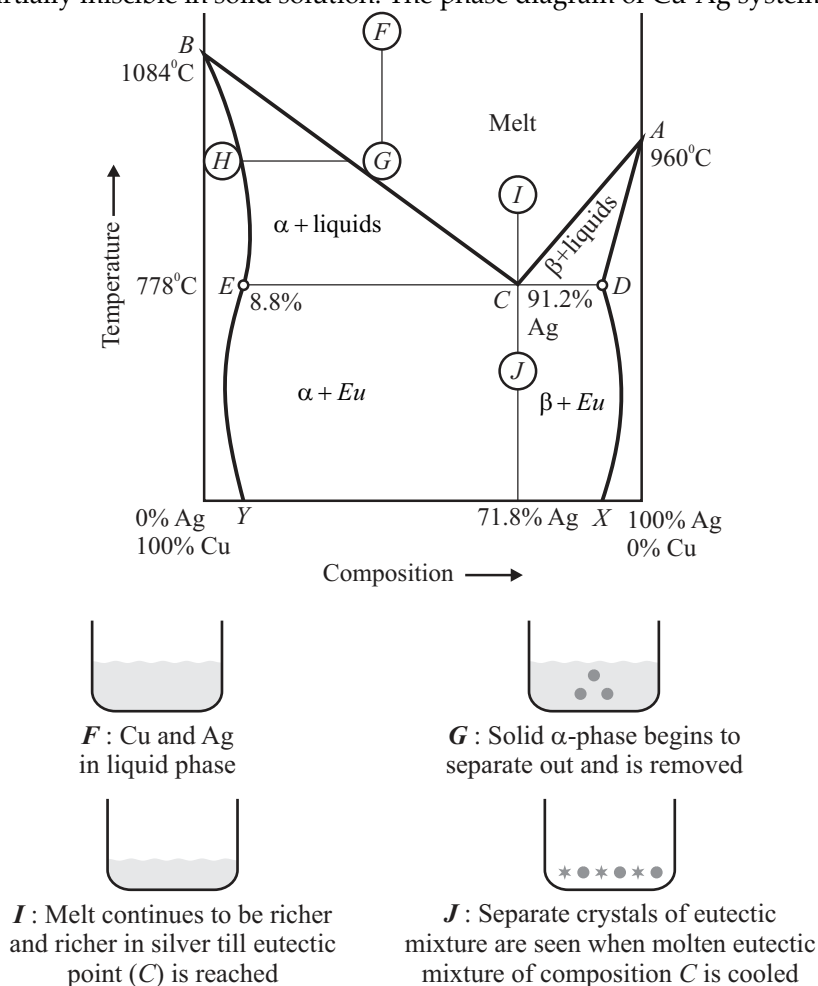 artially miscible in solid solution. The phase diagram of Cu-Ag system
F
B
1084⁰C
Melt
A
960⁰C
H
G
I
α + liquids
β+liquids
Temperature
778⁰C
E
8.8%
C
91.2%
Ag
D
J
α + Eu
β + Eu
0% Ag
100% Cu
Y
71.8% Ag
X
100% Ag
0% Cu
Composition
F : Cu and Ag
in liquid phase
G : Solid α-phase begins to
separate out and is removed
I : Melt continues to be richer
and richer in silver till eutectic
point (C) is reached
J : Separate crystals of eutectic
mixture are seen when molten eutectic
mixture of composition C is cooled